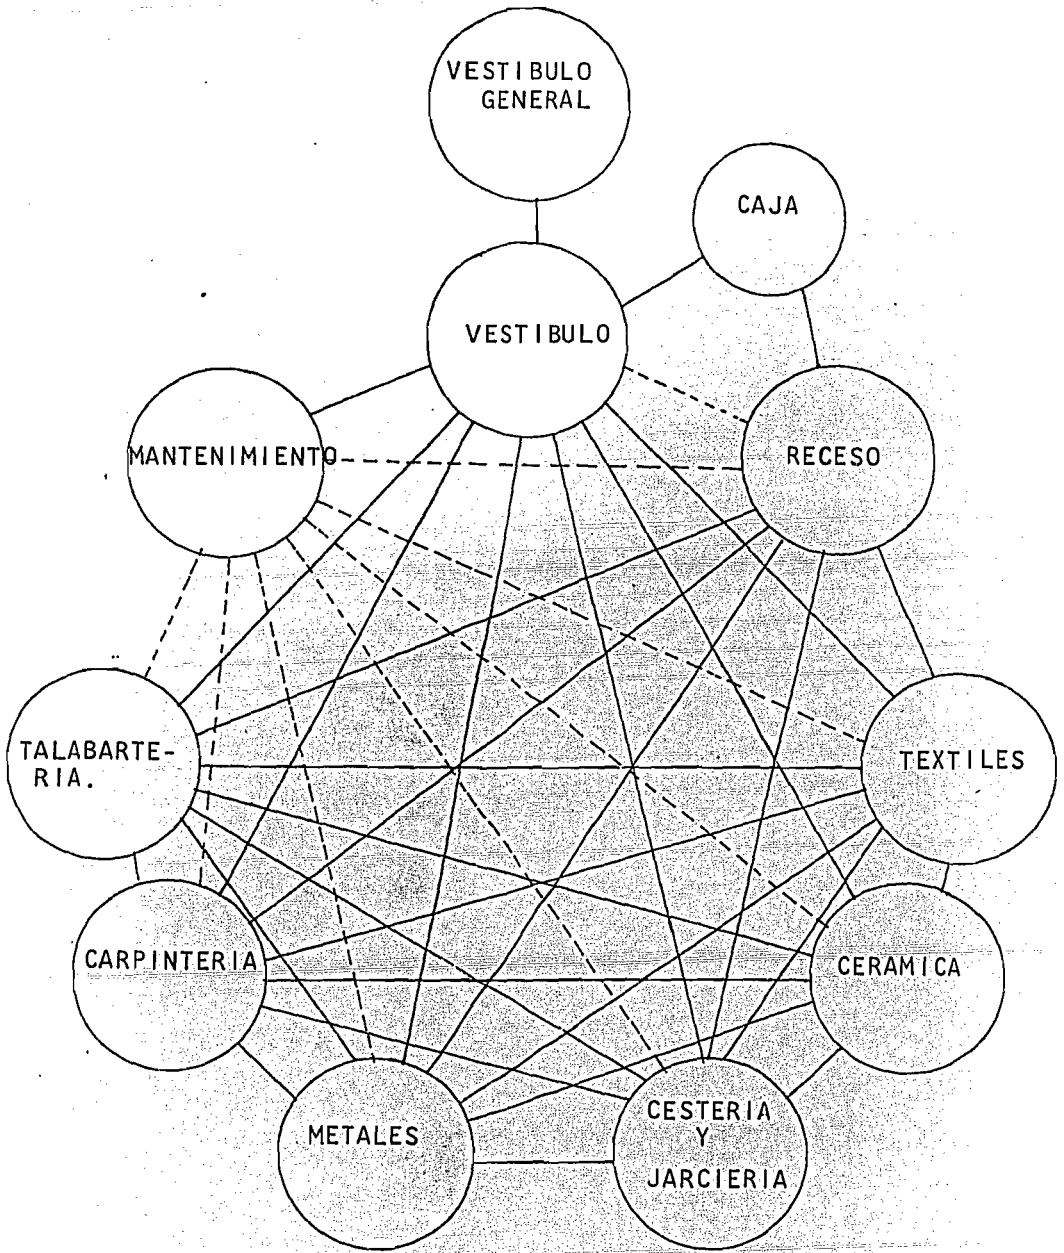 VESTIBULO
GENERAL
CAJA
VESTIBULO
MANTENIMIENTO
RECESO
TALABARTE-
RIA.
TEXTILES
CARPINTERIA
CERAMICA
METALES
CESTERIA
Y
JARCIERIA